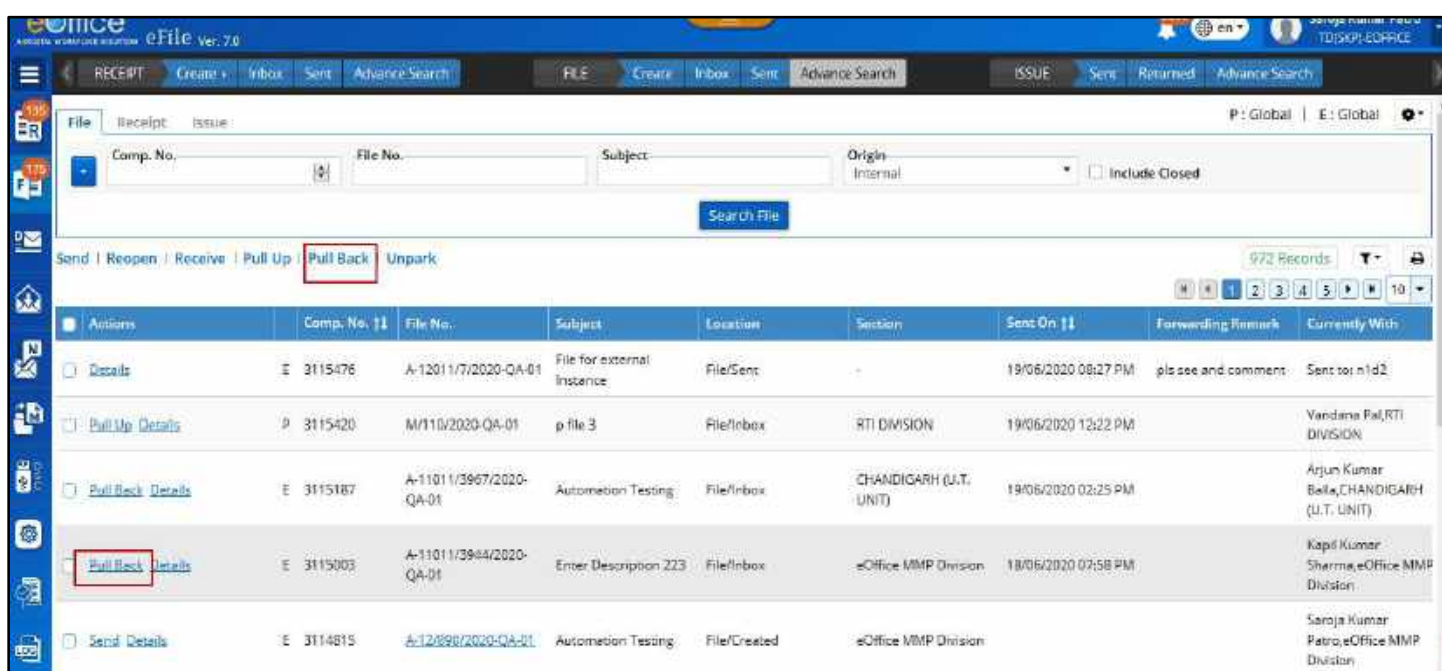 eOffice
A DIGITAL WORKPLACE SOLUTION eFile Ver. 7.0
en
TD(SKP)-EOFFICE
RECEIPT Create Inbox Sent Advance Search FILE Create Inbox Sent Advance Search ISSUE Sent Returned Advance Search
135
R
175
F
D
N
M
File Receipt Issue
P : Global | E : Global
Comp. No. File No. Subject Origin
Internal
Include Closed
Search File
Send | Reopen | Receive | Pull Up | Pull Back | Unpark
972 Records
1 2 3 4 5 10
Actions Comp. No. File No. Subject Location Section Sent On Forwarding Remark Currently With
Details E 3115476 A-12011/7/2020-QA-01 File for external
Instance File/Sent - 19/06/2020 08:27 PM pls see and comment Sent to: n1d2
Pull Up Details P 3115420 M/110/2020-QA-01 p file 3 File/Inbox RTI DIVISION 19/06/2020 12:22 PM Vandana Pal,RTI
DIVISION
Pull Back Details E 3115187 A-11011/3967/2020-
QA-01 Automation Testing File/Inbox CHANDIGARH (U.T.
UNIT) 19/06/2020 02:25 PM Arjun Kumar
Balla,CHANDIGARH
(U.T. UNIT)
Pull Back Details E 3115003 A-11011/3944/2020-
QA-01 Enter Description 223 File/Inbox eOffice MMP Division 18/06/2020 07:58 PM Kapil Kumar
Sharma,eOffice MMP
Division
Send Details E 3114815 A-12/890/2020-QA-01 Automation Testing File/Created eOffice MMP Division Saroja Kumar
Patro,eOffice MMP
Division